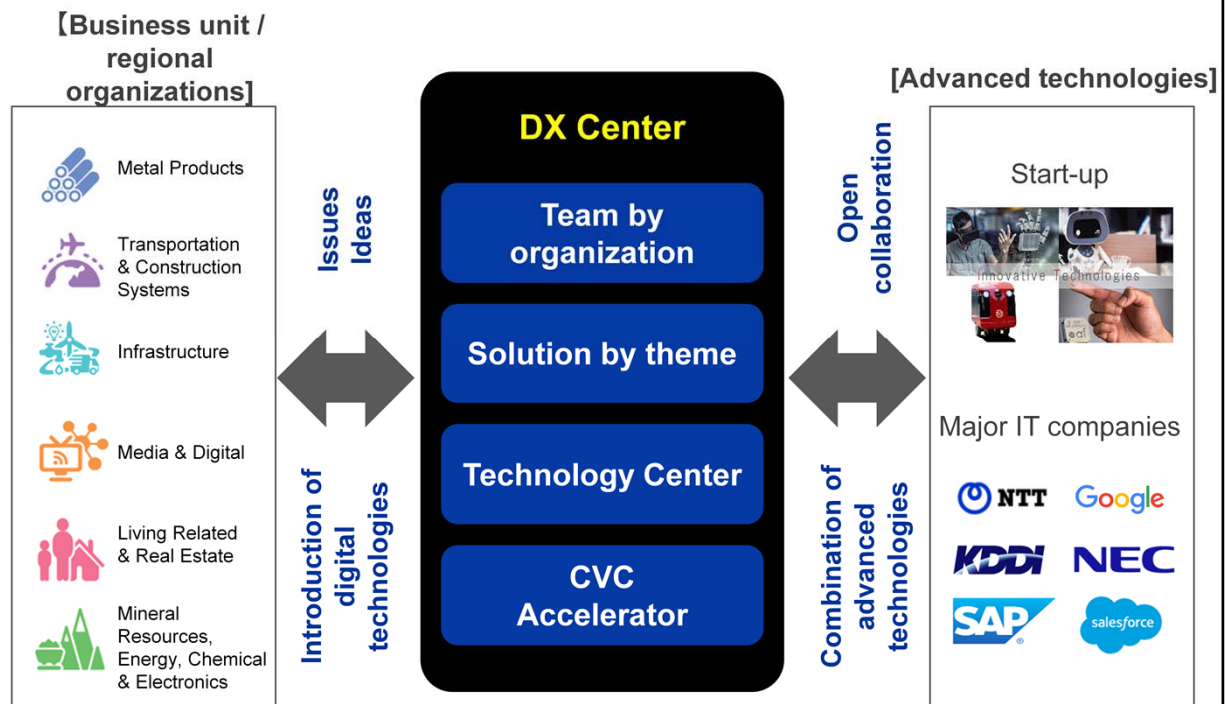 【Business unit /
regional
organizations]
Metal Products
Transportation
& Construction
Systems
Infrastructure
Media & Digital
Living Related
& Real Estate
Mineral
Resources,
Energy, Chemical
& Electronics
Issues
Ideas
Introduction of
digital
technologies
DX Center
Team by
organization
Solution by theme
Technology Center
CVC
Accelerator
Open
collaboration
Combination of
advanced
technologies
[Advanced technologies]
Start-up
Innovative Technologies
Major IT companies
NTT
Google
KDDI
NEC
SAP
®
salesforce